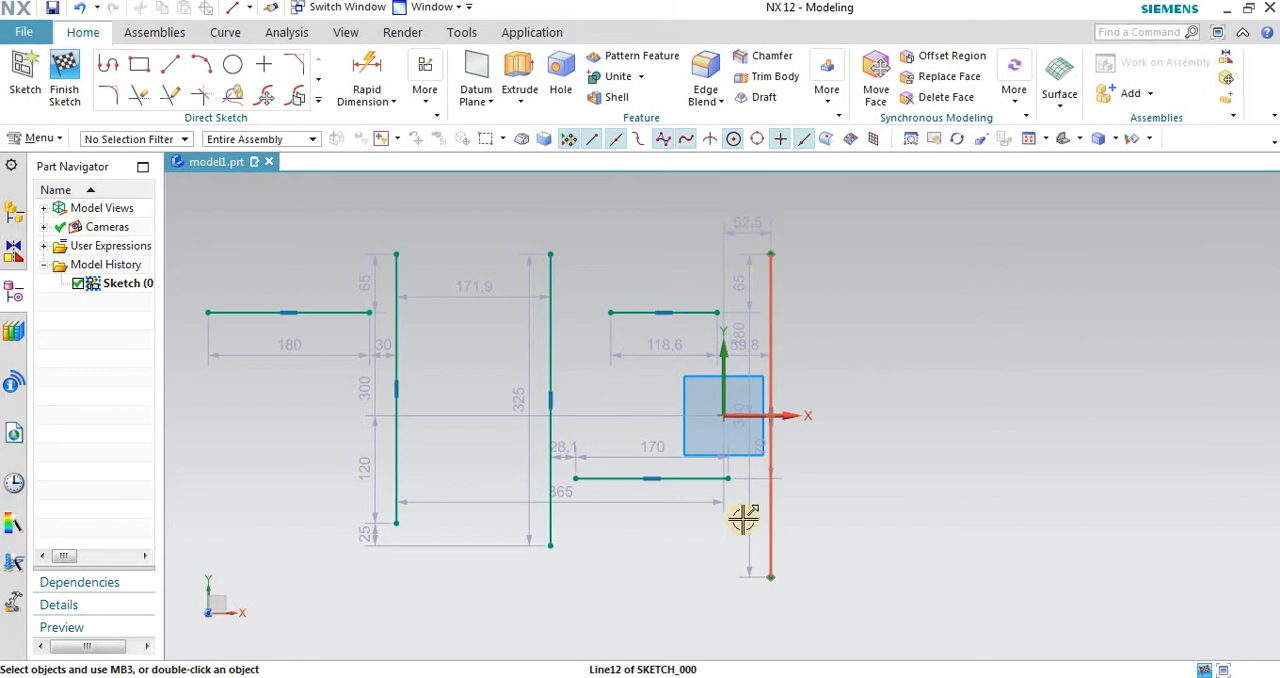 NX
Switch Window
Window
NX 12 - Modeling
SIEMENS
File
Home
Assemblies
Curve
Analysis
View
Render
Tools
Application
Find a Command
Sketch
Finish
Sketch
Rapid
Dimension
More
Datum
Plane
Extrude
Hole
Pattern Feature
Unite
Shell
Edge
Blend
Chamfer
Trim Body
Draft
More
Move
Face
Offset Region
Replace Face
Delete Face
More
Surface
Work on Assembly
Add
Direct Sketch
Feature
Synchronous Modeling
Assemblies
Menu
No Selection Filter
Entire Assembly
Part Navigator
model1.prt
Name
Model Views
Cameras
User Expressions
Model History
Sketch (0
Dependencies
Details
Preview
52.5
65
171,9
65
180
30
118,6
59,8
300
325
Y
X
28,1
170
120
365
25
Y
X
Select objects and use MB3, or double-click an object
Line12 of SKETCH_000